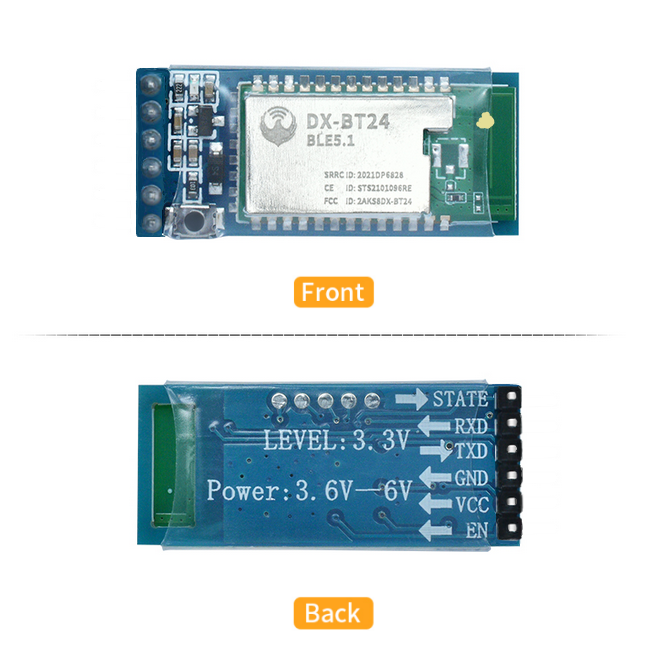 DX-BT24
BLE5.1
SRRC ID: 2021DP6828
CE ID: STS2101096RE
FCC ID: 2AKS8DX-BT24
Front
STATE
RXD
LEVEL:3.3V
TXD
GND
Power:3.6V—6V
VCC
EN
Back